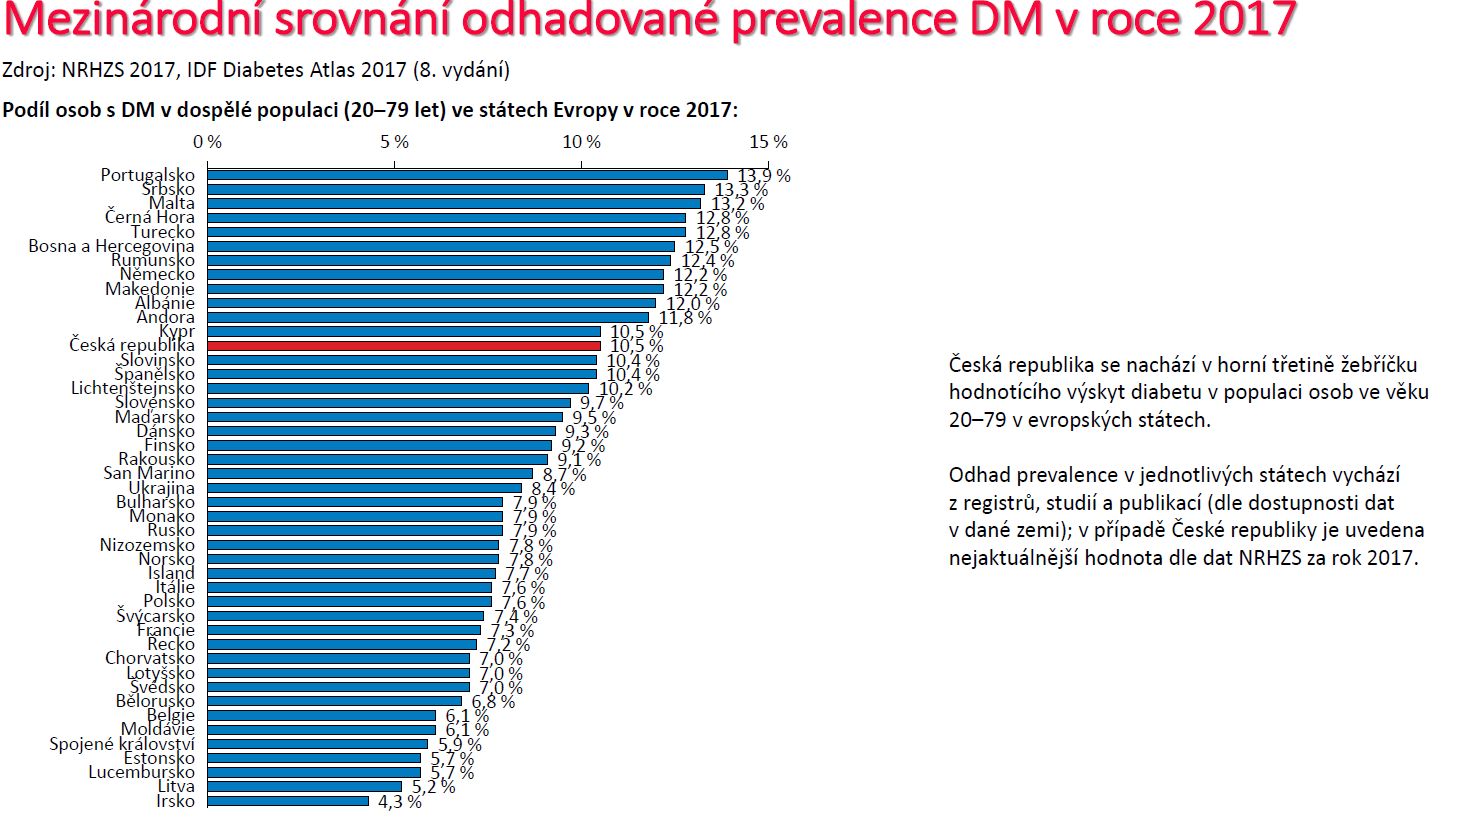 Mezinárodní srovnání odhadované prevalence DM v roce 2017
Zdroj: NRHZS 2017, IDF Diabetes Atlas 2017 (8. vydání)
Podíl osob s DM v dospělé populaci (20–79 let) ve státech Evropy v roce 2017:
0 % 5 % 10 % 15 %
Portugalsko 13,9 %
Srbsko 13,3 %
Malta 13,2 %
Černá Hora 12,8 %
Turecko 12,8 %
Bosna a Hercegovina 12,5 %
Rumunsko 12,4 %
Německo 12,2 %
Makedonie 12,2 %
Albánie 12,0 %
Andora 11,8 %
Kypr 10,5 %
Česká republika 10,5 %
Slovinsko 10,4 %
Španělsko 10,4 %
Lichtenštejnsko 10,2 %
Slovensko 9,7 %
Maďarsko 9,5 %
Dánsko 9,3 %
Finsko 9,2 %
Rakousko 9,1 %
San Marino 8,7 %
Ukrajina 8,4 %
Bulharsko 7,9 %
Monako 7,9 %
Rusko 7,9 %
Nizozemsko 7,8 %
Norsko 7,8 %
Island 7,7 %
Itálie 7,6 %
Polsko 7,6 %
Švýcarsko 7,4 %
Francie 7,3 %
Řecko 7,2 %
Chorvatsko 7,0 %
Lotyšsko 7,0 %
Švédsko 7,0 %
Bělorusko 6,8 %
Belgie 6,1 %
Moldávie 6,1 %
Spojené království 5,9 %
Estonsko 5,7 %
Lucembursko 5,7 %
Litva 5,2 %
Irsko 4,3 %
Česká republika se nachází v horní třetině žebříčku
hodnotícího výskyt diabetu v populaci osob ve věku
20–79 v evropských státech.
Odhad prevalence v jednotlivých státech vychází
z registrů, studií a publikací (dle dostupnosti dat
v dané zemi); v případě České republiky je uvedena
nejaktuálnější hodnota dle dat NRHZS za rok 2017.